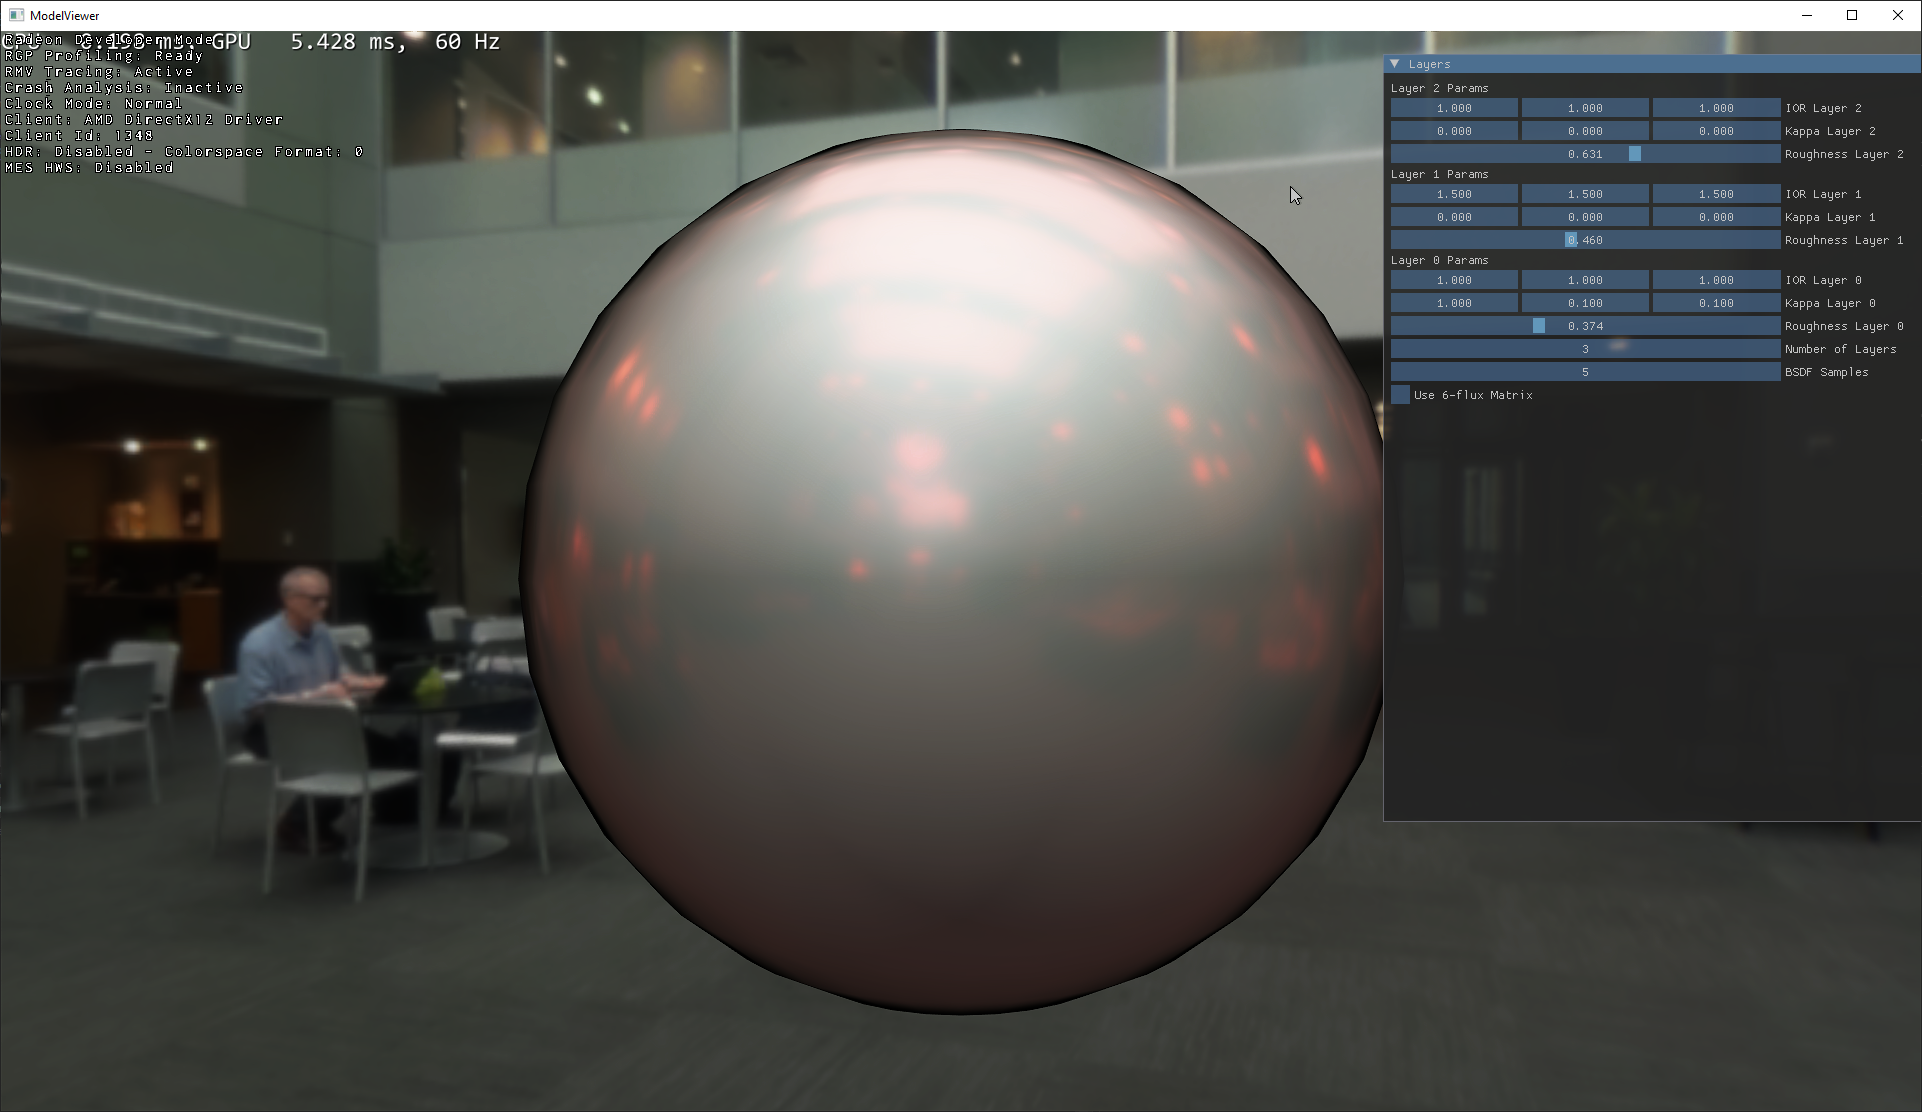 ModelViewer
Radeon Developer Mode
CPU 0.198 ms, GPU 5.428 ms, 60 Hz
RGP Profiling: Ready
RMV Tracing: Active
Crash Analysis: Inactive
Clock Mode: Normal
Client: AMD DirectX12 Driver
Client Id: 1348
HDR: Disabled - Colorspace Format: 0
MES HWS: Disabled
Layers
Layer 2 Params
1.000 1.000 1.000 IOR Layer 2
0.000 0.000 0.000 Kappa Layer 2
0.631 Roughness Layer 2
Layer 1 Params
1.500 1.500 1.500 IOR Layer 1
0.000 0.000 0.000 Kappa Layer 1
0.460 Roughness Layer 1
Layer 0 Params
1.000 1.000 1.000 IOR Layer 0
1.000 0.100 0.100 Kappa Layer 0
0.374 Roughness Layer 0
3 Number of Layers
5 BSDF Samples
Use 6-flux Matrix